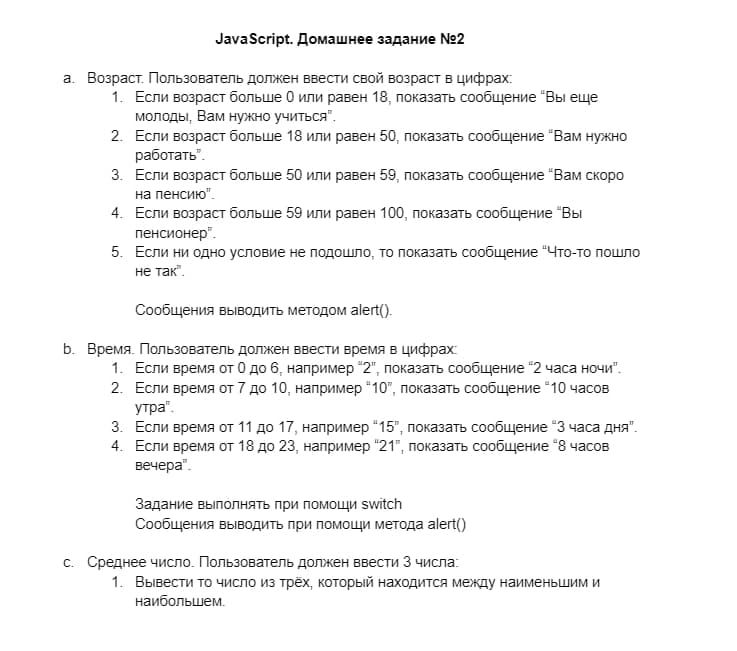 JavaScript. Домашнее задание №2
a. Возраст. Пользователь должен ввести свой возраст в цифрах:
1. Если возраст больше 0 или равен 18, показать сообщение “Вы еще
молоды, Вам нужно учиться”.
2. Если возраст больше 18 или равен 50, показать сообщение “Вам нужно
работать”.
3. Если возраст больше 50 или равен 59, показать сообщение “Вам скоро
на пенсию”.
4. Если возраст больше 59 или равен 100, показать сообщение “Вы
пенсионер”.
5. Если ни одно условие не подошло, то показать сообщение “Что-то пошло
не так”.
Сообщения выводить методом alert().
b. Время. Пользователь должен ввести время в цифрах:
1. Если время от 0 до 6, например “2”, показать сообщение “2 часа ночи”.
2. Если время от 7 до 10, например “10”, показать сообщение “10 часов
утра”.
3. Если время от 11 до 17, например “15”, показать сообщение “3 часа дня”.
4. Если время от 18 до 23, например “21”, показать сообщение “8 часов
вечера”.
Задание выполнять при помощи switch
Сообщения выводить при помощи метода alert()
c. Среднее число. Пользователь должен ввести 3 числа:
1. Вывести то число из трёх, который находится между наименьшим и
наибольшем.